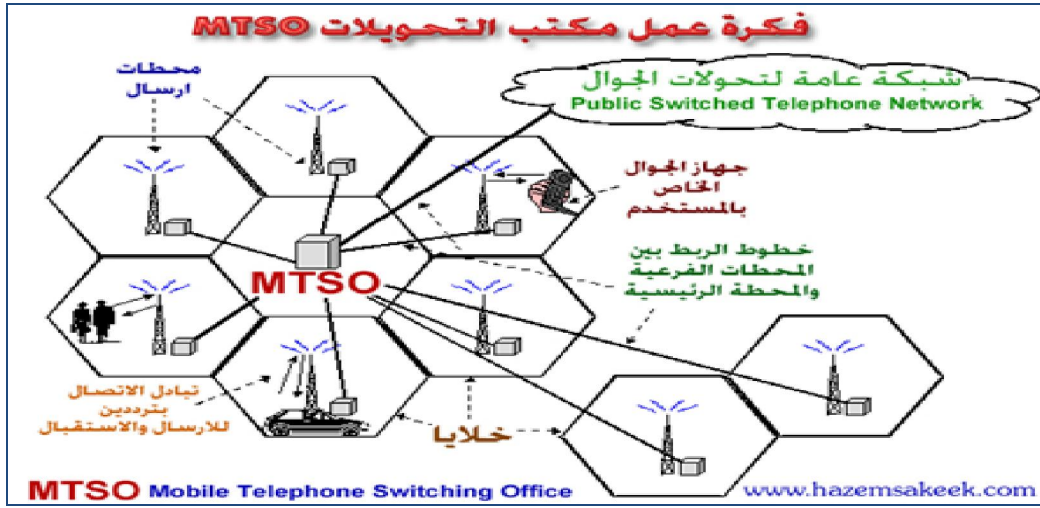 فكرة عمل مكتب التحويلات MTSO
محطات
ارسال
شبكة عامة لتحولات الجوال
Public Switched Telephone Network
جهاز الجوال
الخاص
بالمستخدم
خطوط الربط بين
المحطات الفرعية
والمحطة الرئيسية
MTSO
تبادل الاتصال
بترددين
للارسال والاستقبال
خلايا
MTSO Mobile Telephone Switching Office
www.hazemsakeek.com